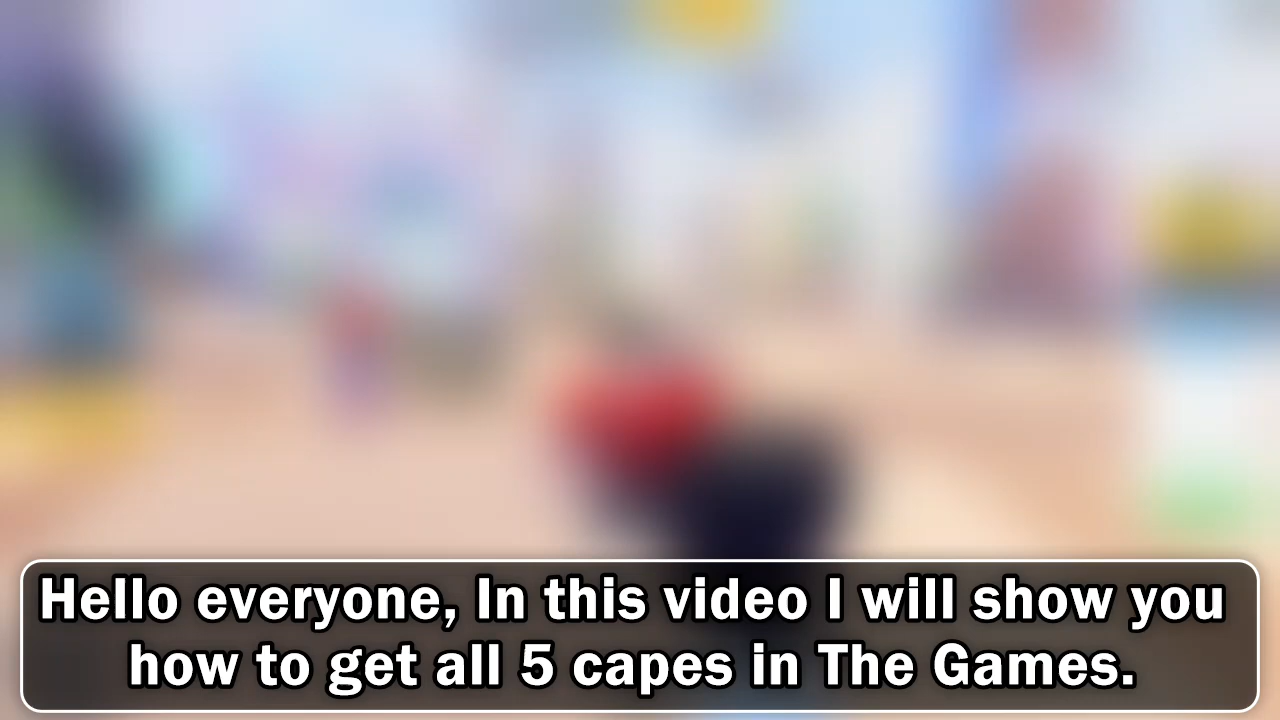 Hello everyone, In this video I will show you
how to get all 5 capes in The Games.